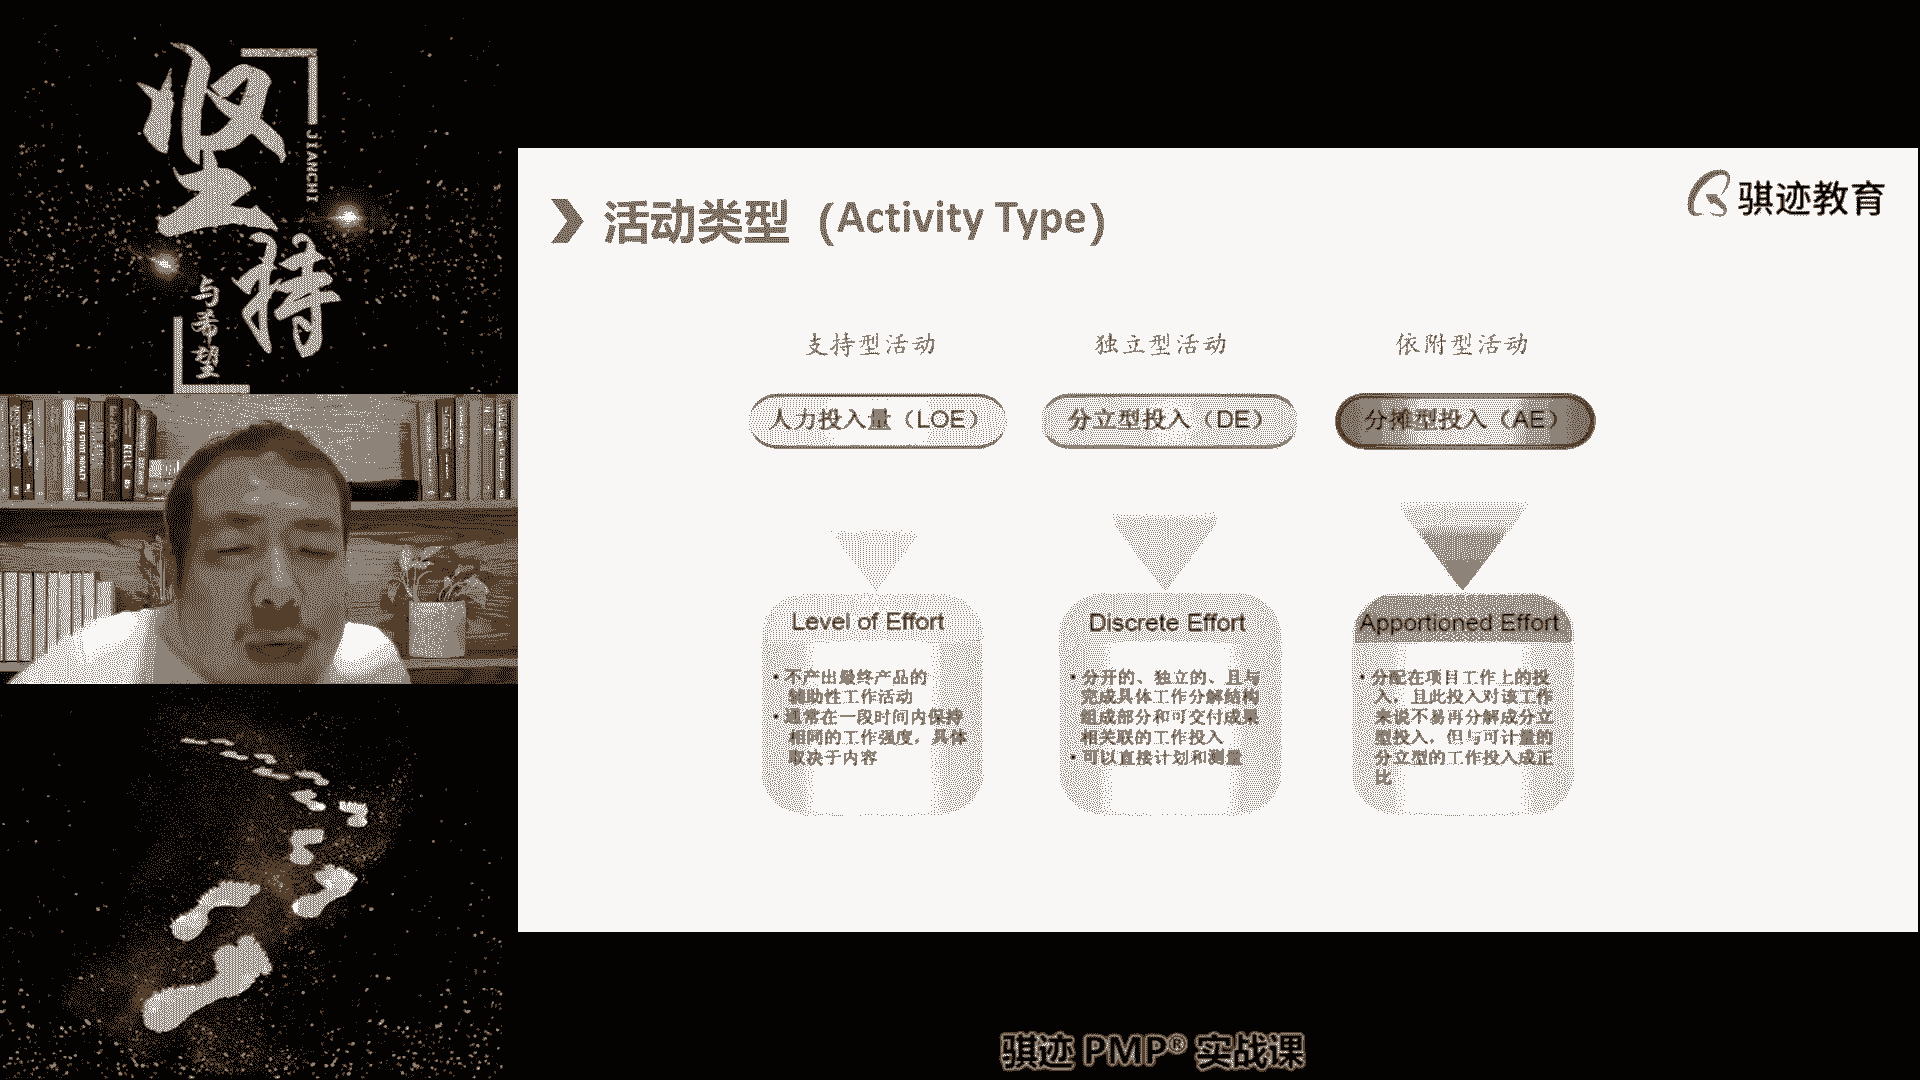 坚持
JIANCHI
与希望
骐迹教育
活动类型（Activity Type）
支持型活动
独立型活动
依附型活动
人力投入量（LOE）
分立型投入（DE）
分摊型投入（AE）
Level of Effort
• 不产出最终产品的
辅助性工作活动
• 通常在一段时间内保持
相同的工作强度，具体
取决于内容
Discrete Effort
• 分开的、独立的、且与
完成具体工作分解结构
组成部分和可交付成果
相关联的工作投入
• 可以直接计划和测量
Apportioned Effort
• 分配在项目工作上的投
入，且此投入对该工作
来说不易再分解成分立
型投入，但与可计量的
分立型的工作投入成正
比
骐迹 PMP® 实战课